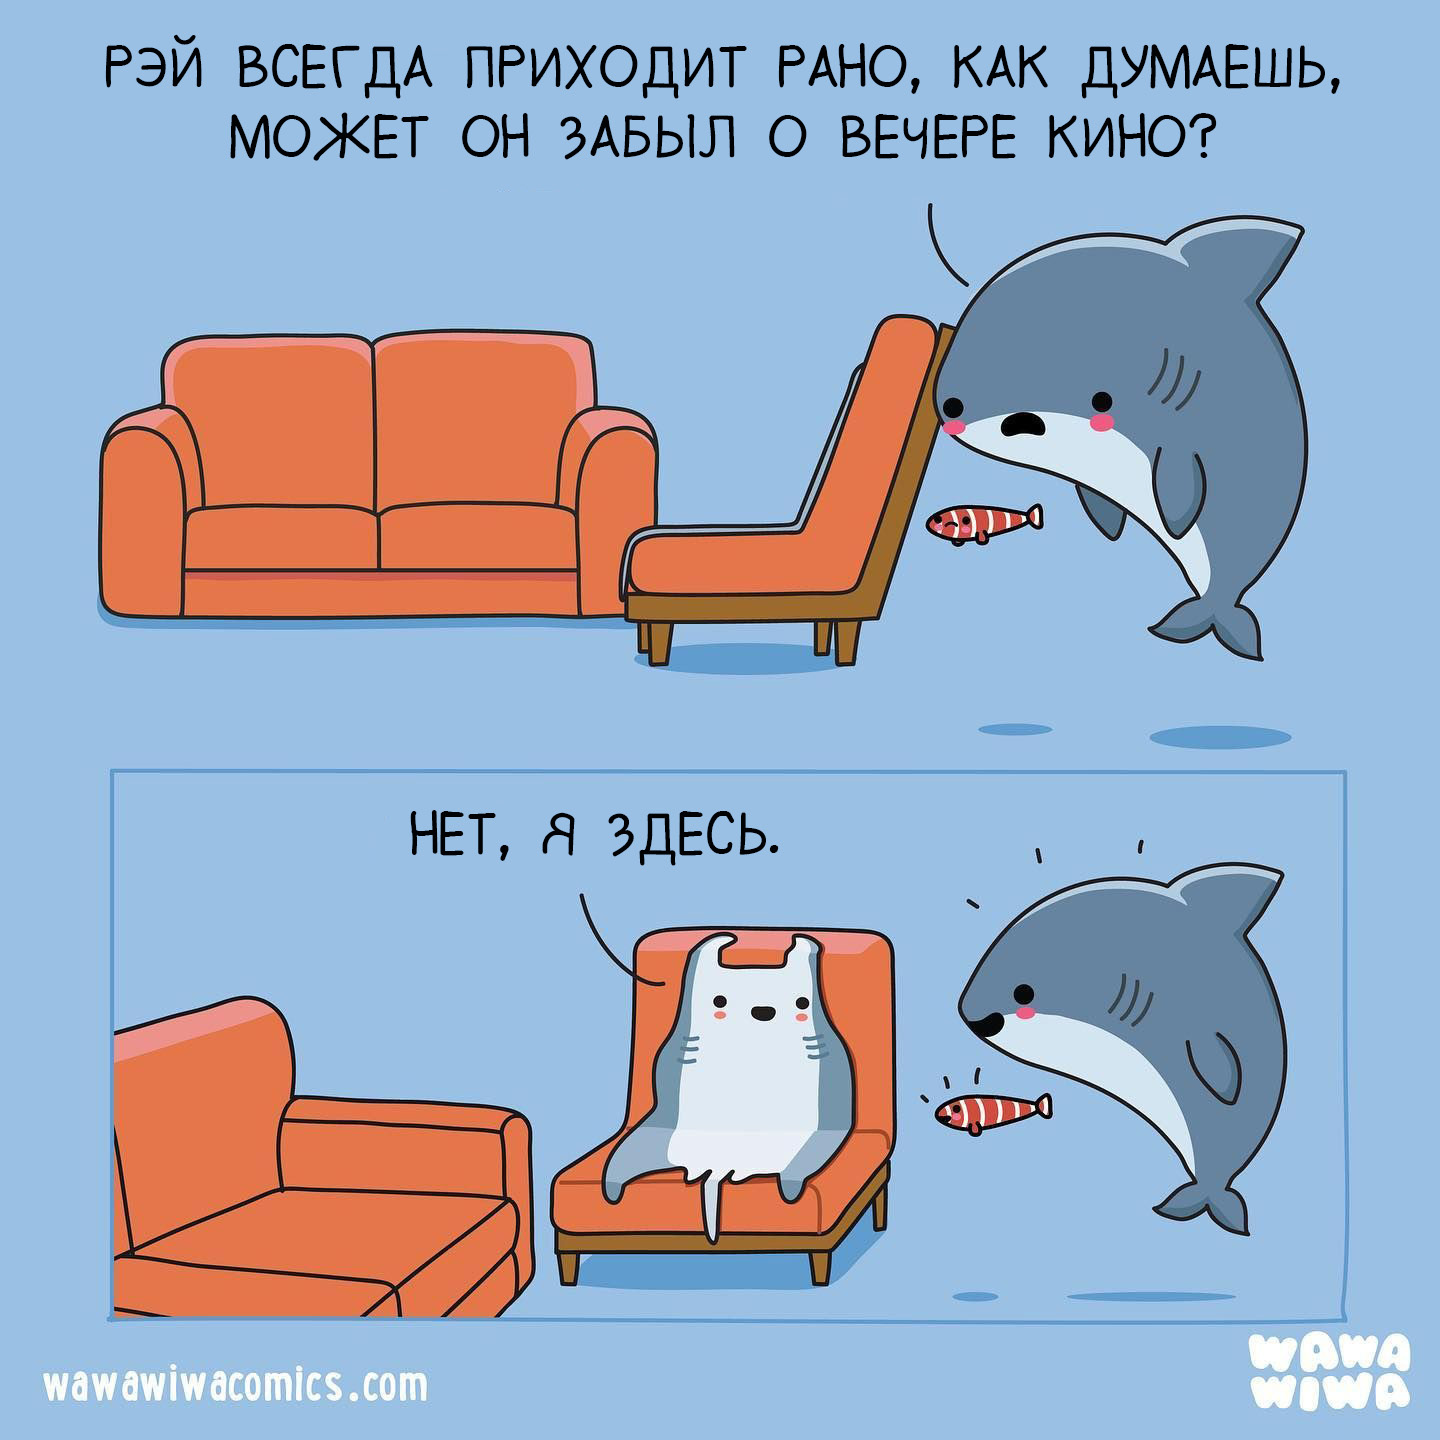 РЭЙ ВСЕГДА ПРИХОДИТ РАНО, КАК ДУМАЕШЬ,
МОЖЕТ ОН ЗАБЫЛ О ВЕЧЕРЕ КИНО?
НЕТ, Я ЗДЕСЬ.
wawawiwacomics.com
WAWA
WIWA